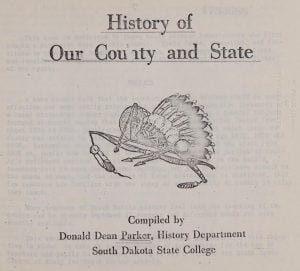 History of
Our County and State
Compiled by
Donald Dean Parker, History Department
South Dakota State College